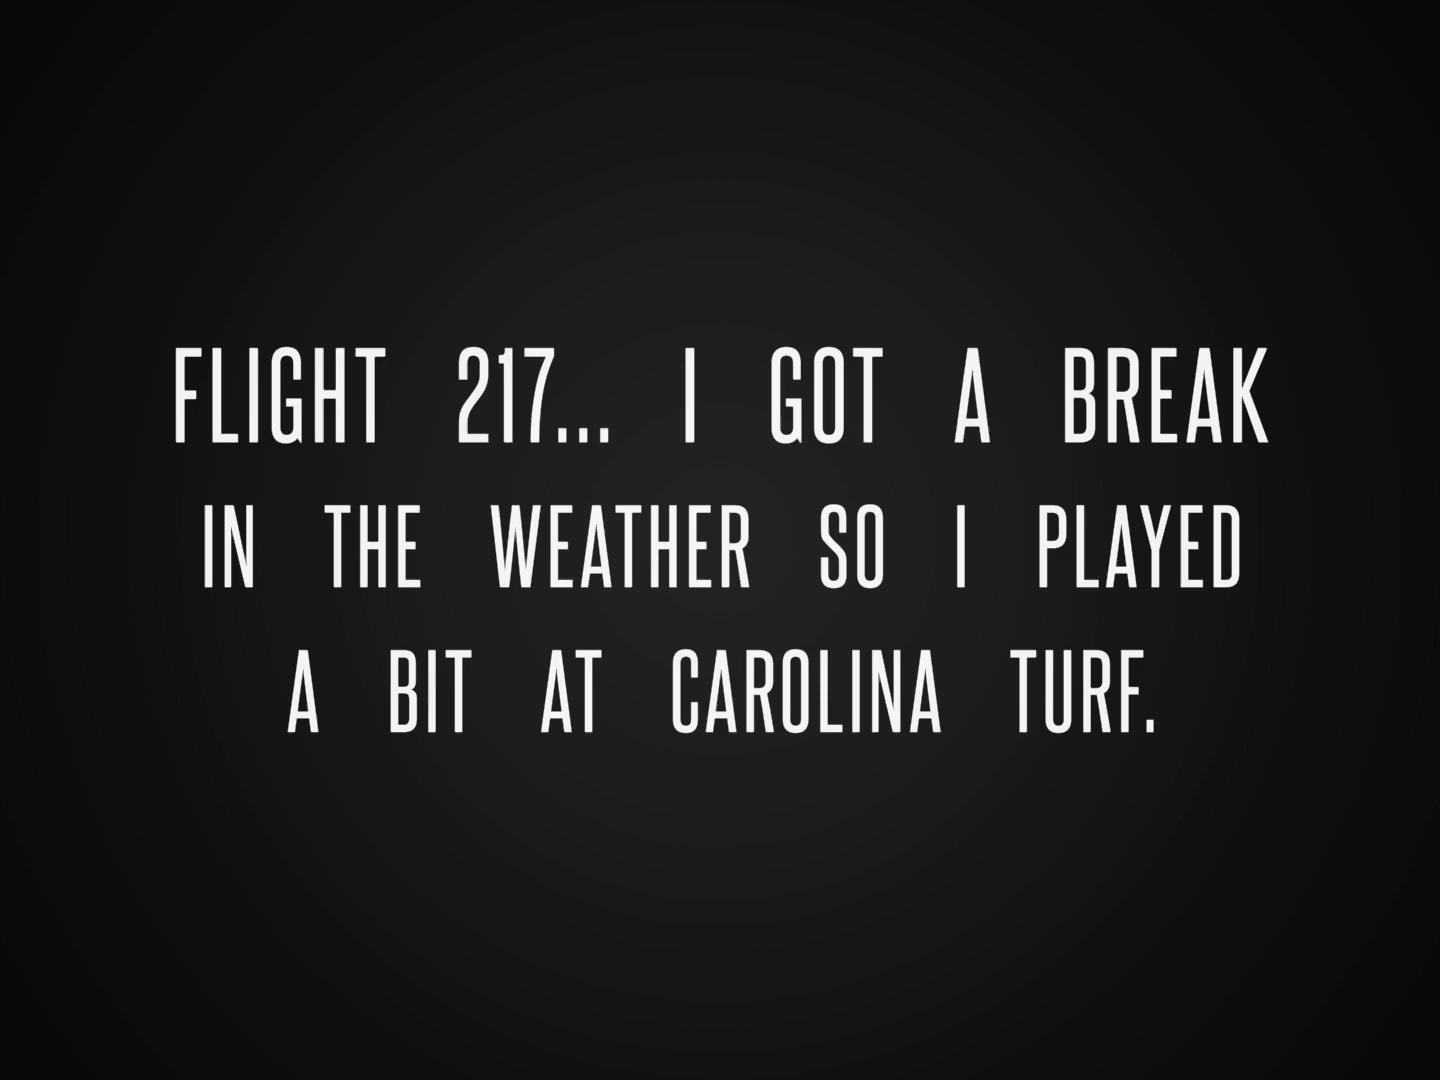 FLIGHT 217... I GOT A BREAK
IN THE WEATHER SO I PLAYED
A BIT AT CAROLINA TURF.